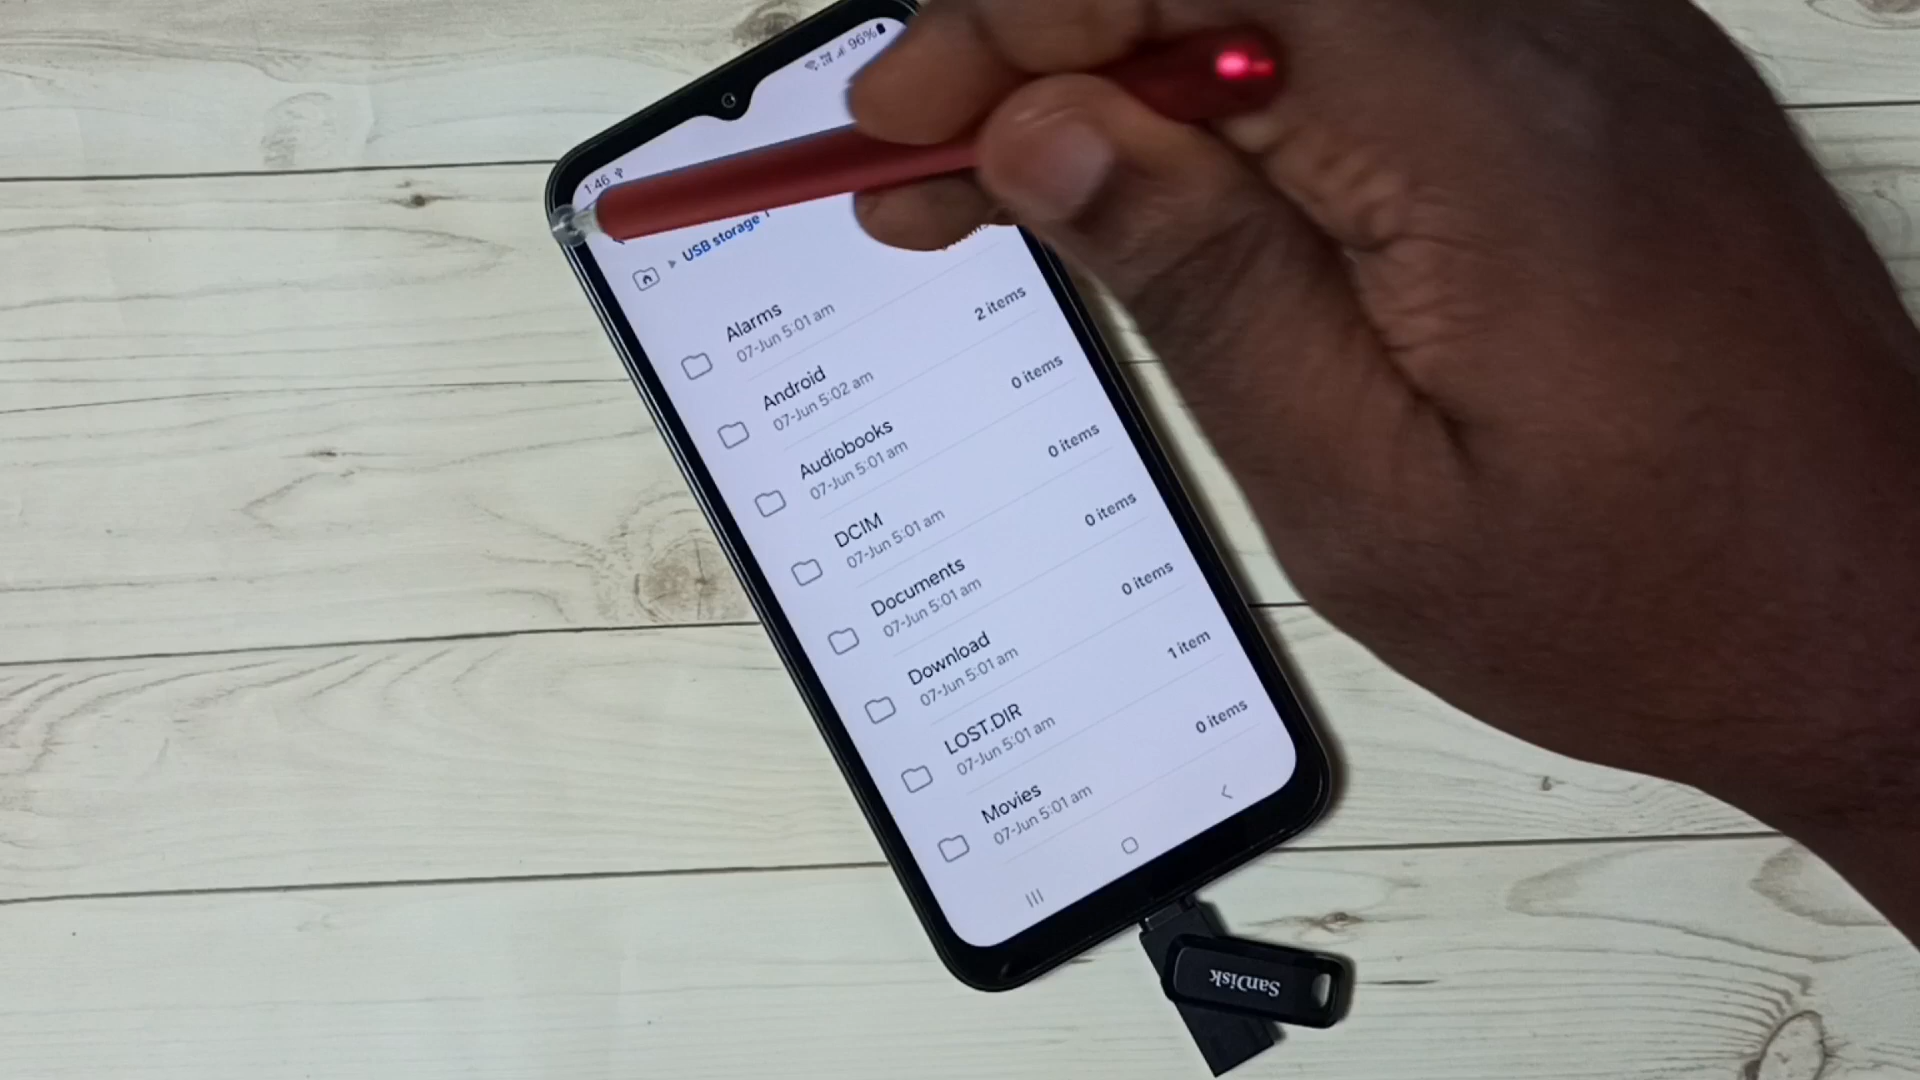 1:46
96%
USB storage 1
Alarms
07-Jun 5:01 am
2 items
Android
07-Jun 5:02 am
0 items
Audiobooks
07-Jun 5:01 am
0 items
DCIM
07-Jun 5:01 am
0 items
Documents
07-Jun 5:01 am
0 items
Download
07-Jun 5:01 am
1 item
LOST.DIR
07-Jun 5:01 am
0 items
Movies
07-Jun 5:01 am
SanDisk